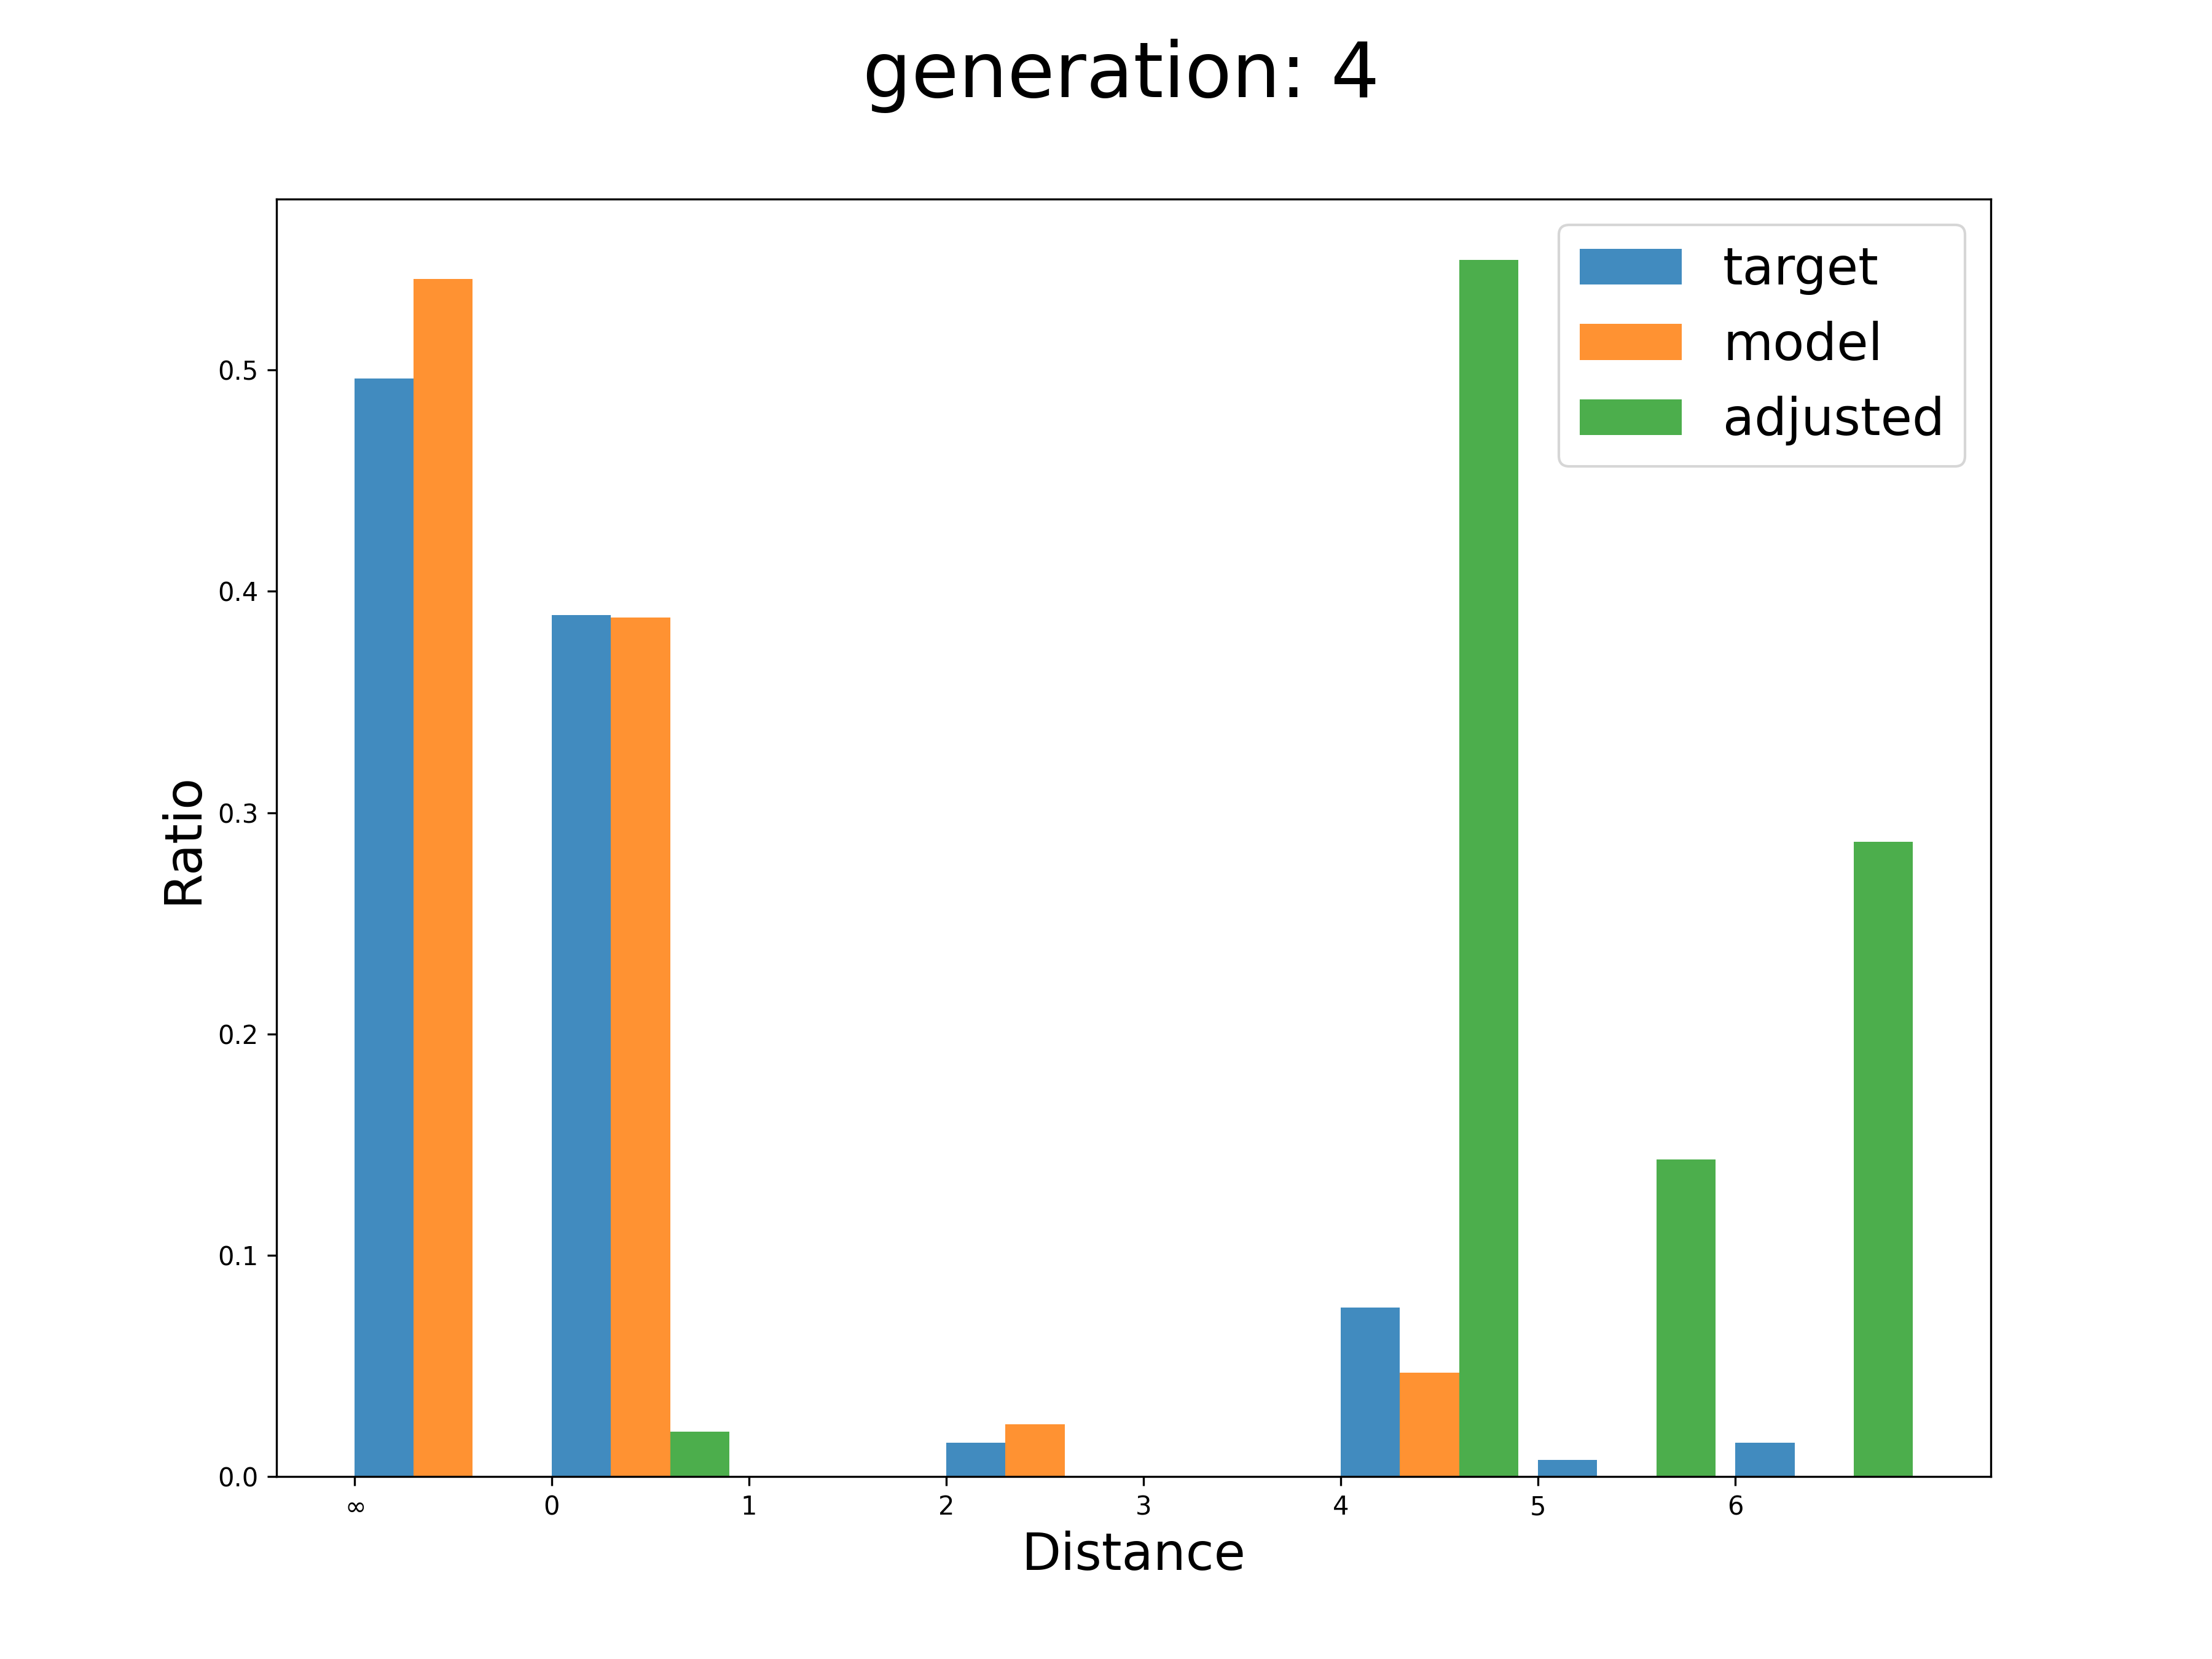 generation: 4
target
model
adjusted
Ratio
0.5
0.4
0.3
0.2
0.1
0.0
∞ 0 1 2 3 4 5 6
Distance